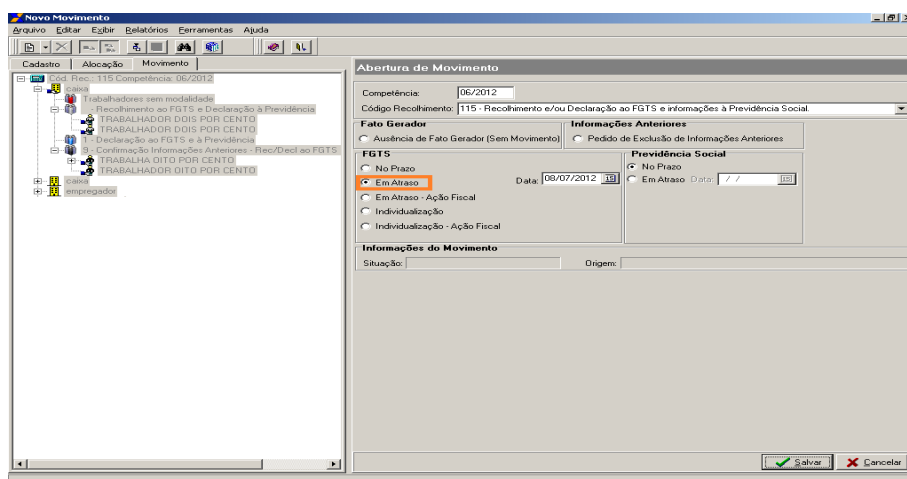 Novo Movimento
Arquivo Editar Exibir Relatórios Ferramentas Ajuda
Cadastro Alocação Movimento
Cód. Rec.: 115 Competência: 06/2012
caixa
Trabalhadores sem modalidade
- Recolhimento ao FGTS e Declaração à Previdência
TRABALHADOR DOIS POR CENTO
TRABALHADOR DOIS POR CENTO
1 - Declaração ao FGTS e à Previdência
9 - Confirmação Informações Anteriores - Rec/Decl ao FGTS
TRABALHA OITO POR CENTO
TRABALHADOR OITO POR CENTO
caixa
empregador
Abertura de Movimento
Competência: 06/2012
Código Recolhimento: 115 - Recolhimento e/ou Declaração ao FGTS e informações à Previdência Social.
Fato Gerador
Ausência de Fato Gerador (Sem Movimento)
Informações Anteriores
Pedido de Exclusão de Informações Anteriores
FGTS
No Prazo
Em Atraso Data: 08/07/2012 15
Em Atraso - Ação Fiscal
Individualização
Individualização - Ação Fiscal
Previdência Social
No Prazo
Em Atraso Data: / / 15
Informações do Movimento
Situação: Origem:
Salvar Cancelar